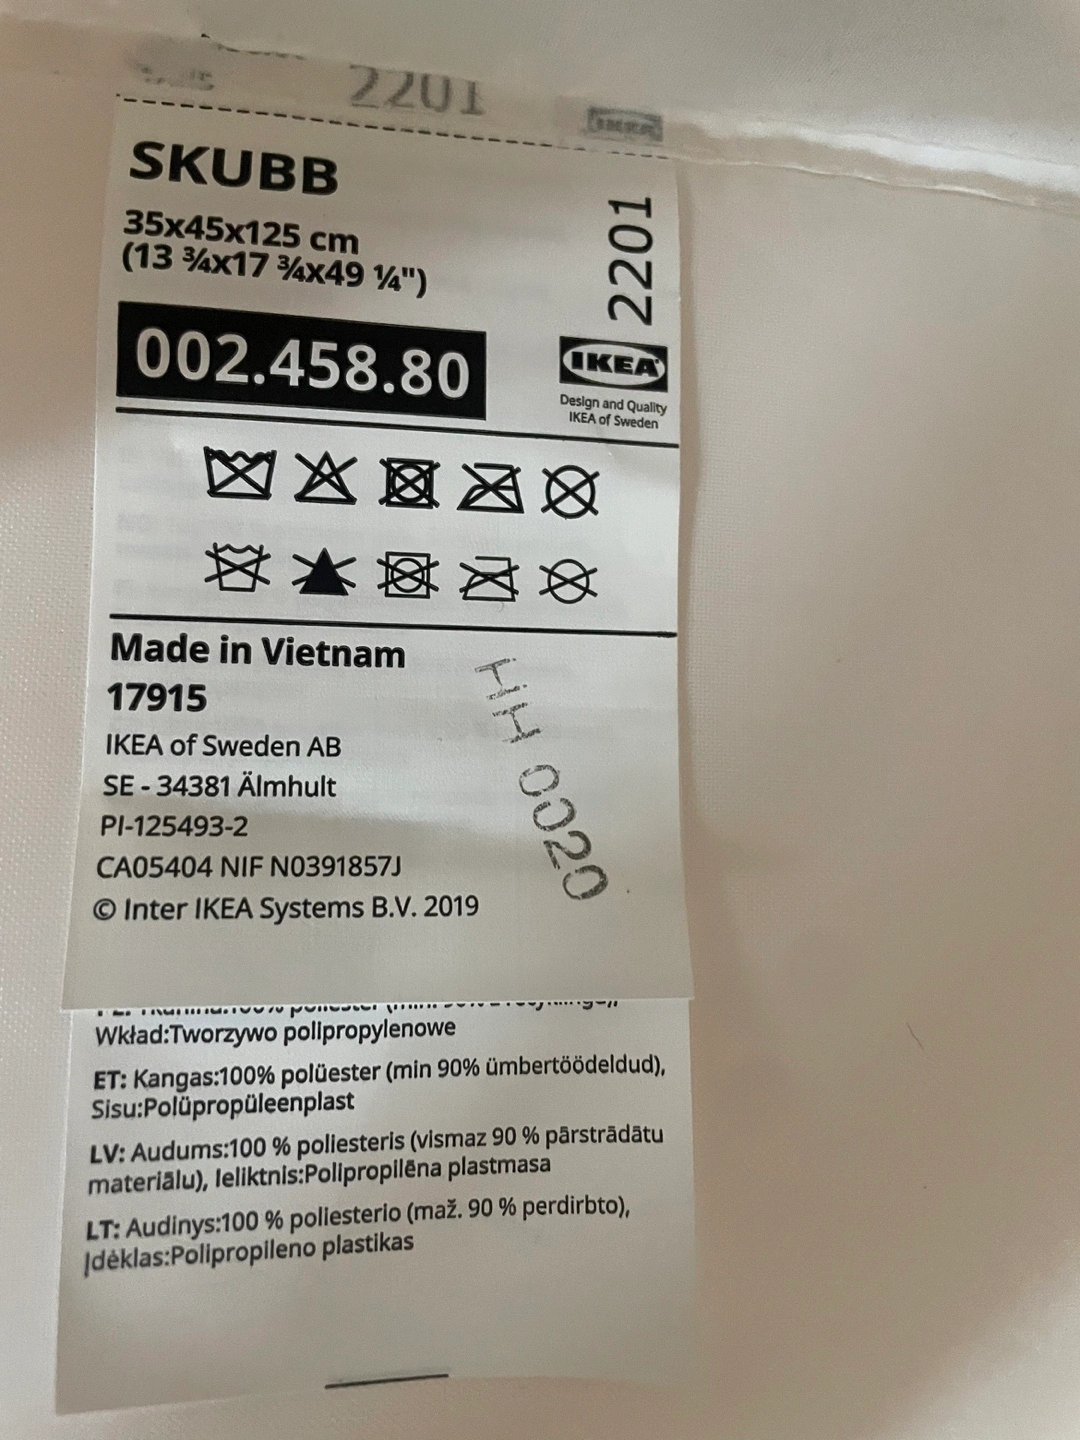 2201
IKEA
SKUBB
35x45x125 cm
(13 ¾x17 ¾x49 ¼")
2201
002.458.80
IKEA
Design and Quality
IKEA of Sweden
Made in Vietnam
17915
IKEA of Sweden AB
SE - 34381 Älmhult
PI-125493-2
CA05404 NIF N0391857J
© Inter IKEA Systems B.V. 2019
HH 0020
Wkład:Tworzywo polipropylenowe
ET: Kangas:100% polüester (min 90% ümbertöödeldud),
Sisu:Polüpropüleenplast
LV: Audums:100 % poliesteris (vismaz 90 % pārstrādātu
materiālu), Ieliktnis:Polipropilēna plastmasa
LT: Audinys:100 % poliesterio (maž. 90 % perdirbto),
Įdėklas:Polipropileno plastikas